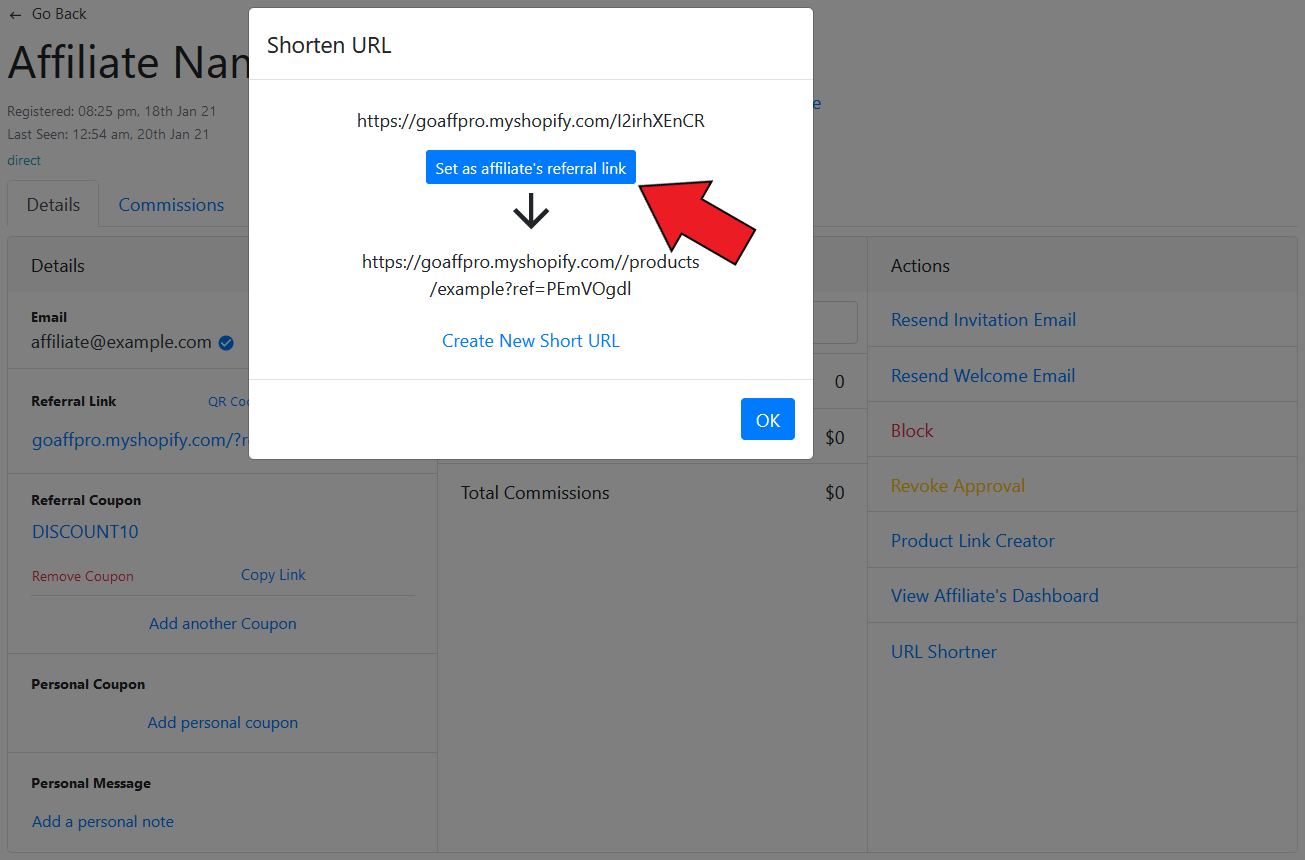 ← Go Back
Affiliate Nan
Registered: 08:25 pm, 18th Jan 21
Last Seen: 12:54 am, 20th Jan 21
direct
Details
Commissions
Shorten URL
https://goaffpro.myshopify.com/I2irhXEnCR
Set as affiliate's referral link
https://goaffpro.myshopify.com//products
/example?ref=PEmVOgdl
Create New Short URL
OK
Details
Email
affiliate@example.com
Referral Link
QR Co
goaffpro.myshopify.com/?r
Referral Coupon
DISCOUNT10
Remove Coupon
Copy Link
Add another Coupon
Personal Coupon
Add personal coupon
Personal Message
Add a personal note
0
$0
Total Commissions
$0
Actions
Resend Invitation Email
Resend Welcome Email
Block
Revoke Approval
Product Link Creator
View Affiliate's Dashboard
URL Shortner